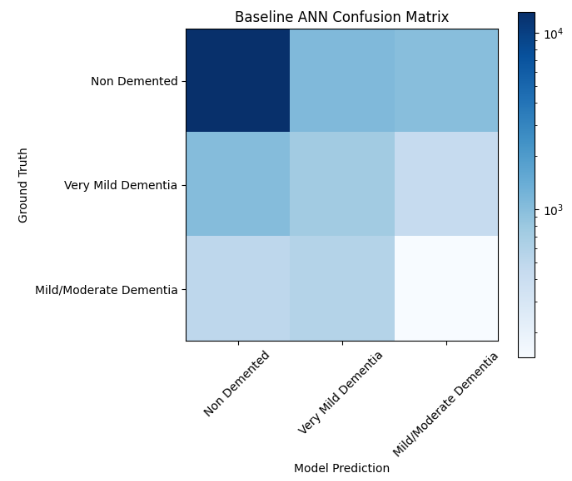 Baseline ANN Confusion Matrix
Ground Truth
Non Demented
Very Mild Dementia
Mild/Moderate Dementia
Non Demented
Very Mild Dementia
Mild/Moderate Dementia
Model Prediction
10⁴
10³